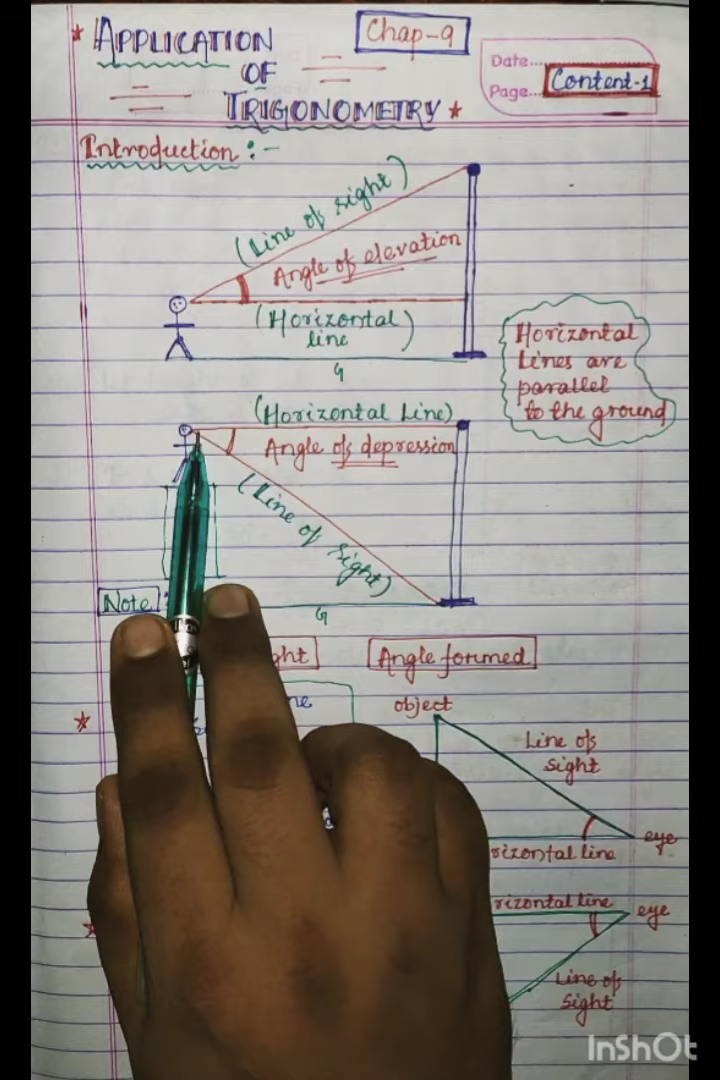 APPLICATION
OF
TRIGONOMETRY
Chap-9
Date
Page
Content-1
Introduction :-
(Line of sight)
Angle of elevation
(Horizontal
line)
G
Horizontal
Lines are
parallel
to the ground
(Horizontal Line)
Angle of depression
(Line of sight)
G
Note
Angle formed
object
Line of
sight
eye
line
eye
line
Line of
sight
InShOt